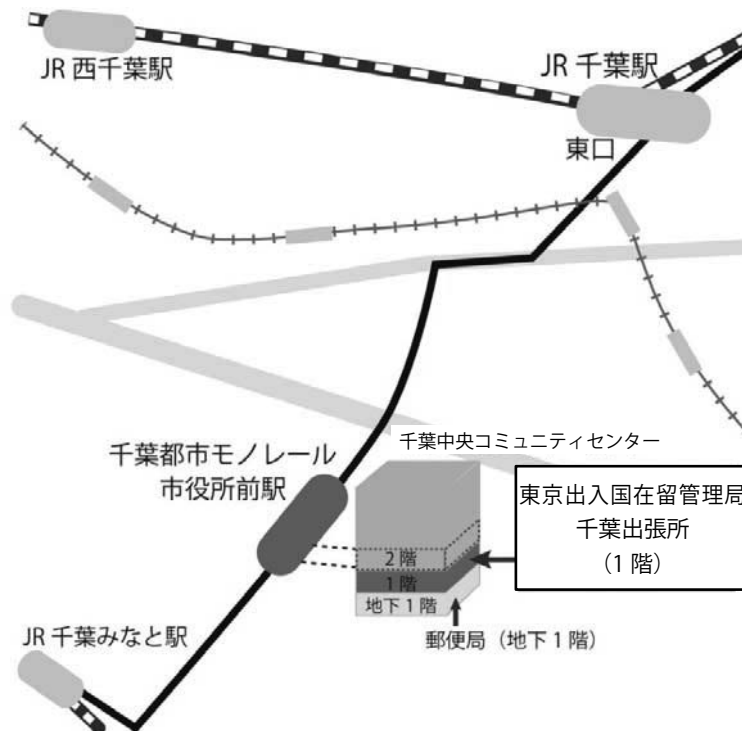 JR 西千葉駅
JR 千葉駅
東口
千葉中央コミュニティセンター
千葉都市モノレール
市役所前駅
東京出入国在留管理局
千葉出張所
（1 階）
2 階
1 階
地下 1 階
郵便局（地下 1 階）
JR 千葉みなと駅